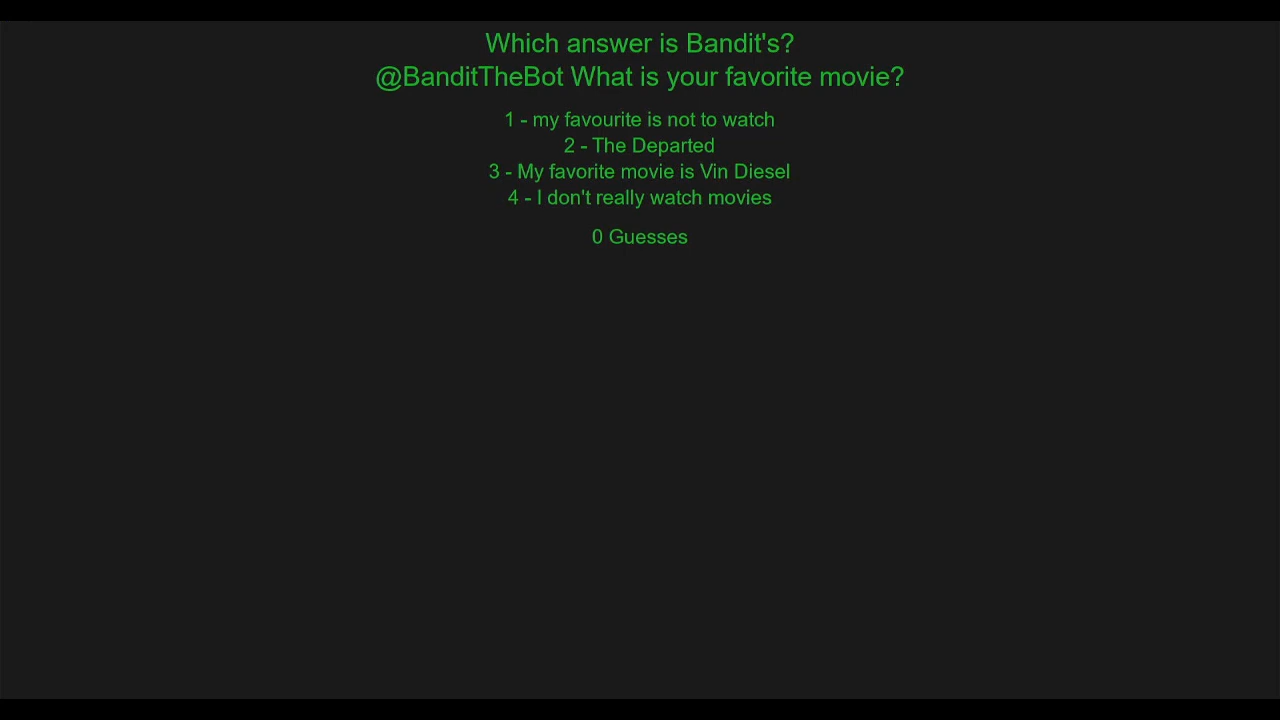 Which answer is Bandit's?
@BanditTheBot What is your favorite movie?
1 - my favourite is not to watch
2 - The Departed
3 - My favorite movie is Vin Diesel
4 - I don't really watch movies
0 Guesses